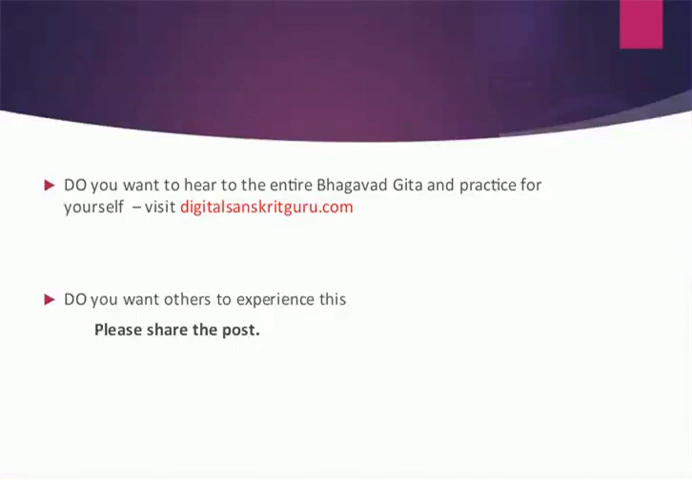 DO you want to hear to the entire Bhagavad Gita and practice for
yourself – visit digitalsanskritguru.com
DO you want others to experience this
Please share the post.